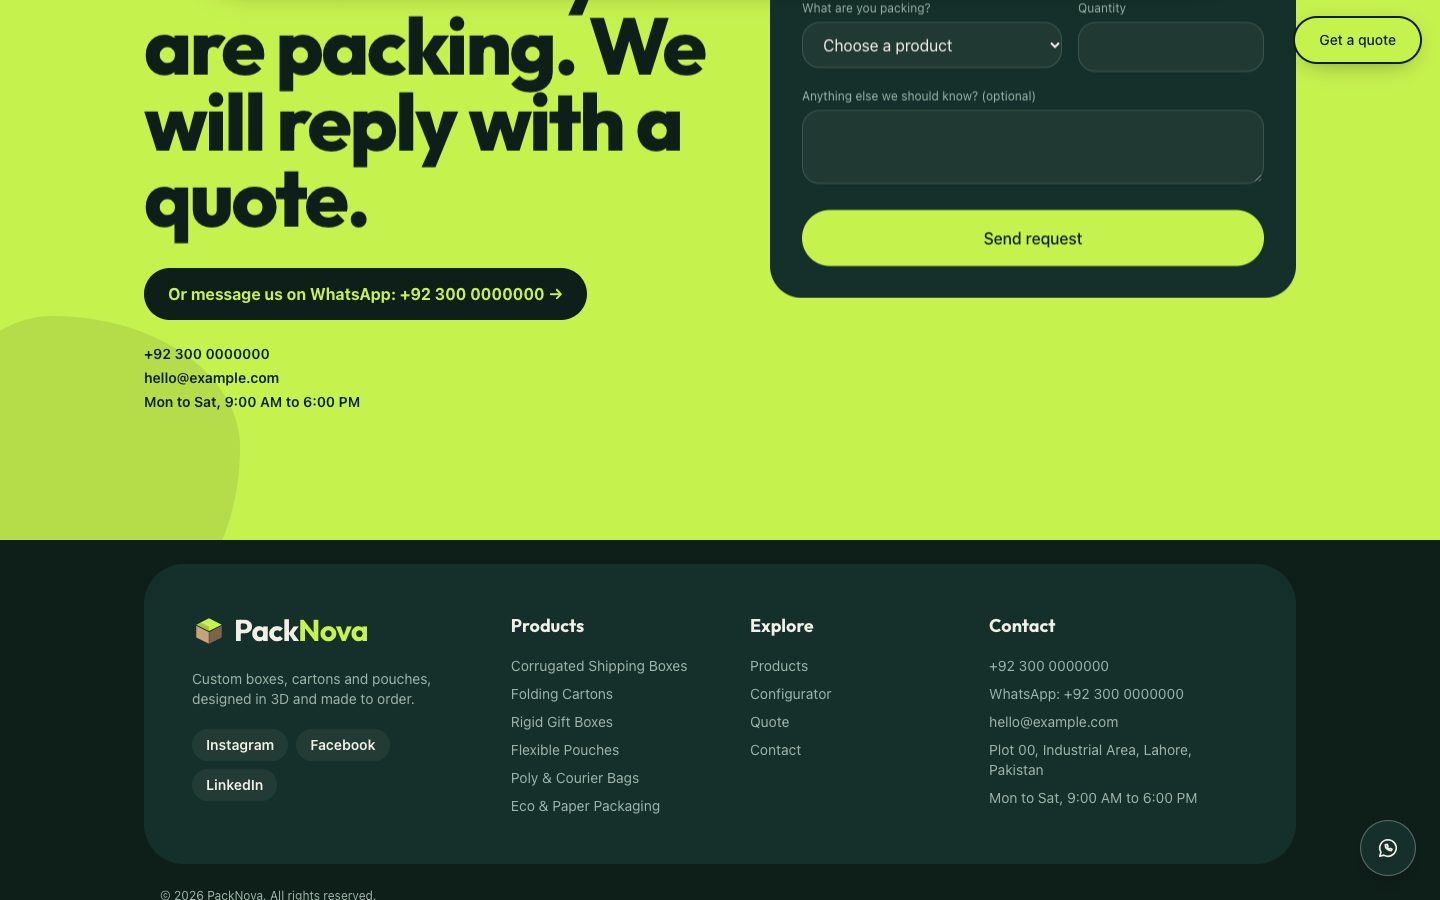 What are you packing?
Quantity
Get a quote
are packing. We
Choose a product
Anything else we should know? (optional)
will reply with a
quote.
Send request
Or message us on WhatsApp: +92 300 0000000 →
+92 300 0000000
hello@example.com
Mon to Sat, 9:00 AM to 6:00 PM
PackNova
Custom boxes, cartons and pouches,
designed in 3D and made to order.
Instagram
Facebook
LinkedIn
Products
Corrugated Shipping Boxes
Folding Cartons
Rigid Gift Boxes
Flexible Pouches
Poly & Courier Bags
Eco & Paper Packaging
Explore
Products
Configurator
Quote
Contact
Contact
+92 300 0000000
WhatsApp: +92 300 0000000
hello@example.com
Plot 00, Industrial Area, Lahore,
Pakistan
Mon to Sat, 9:00 AM to 6:00 PM
© 2026 PackNova. All rights reserved.